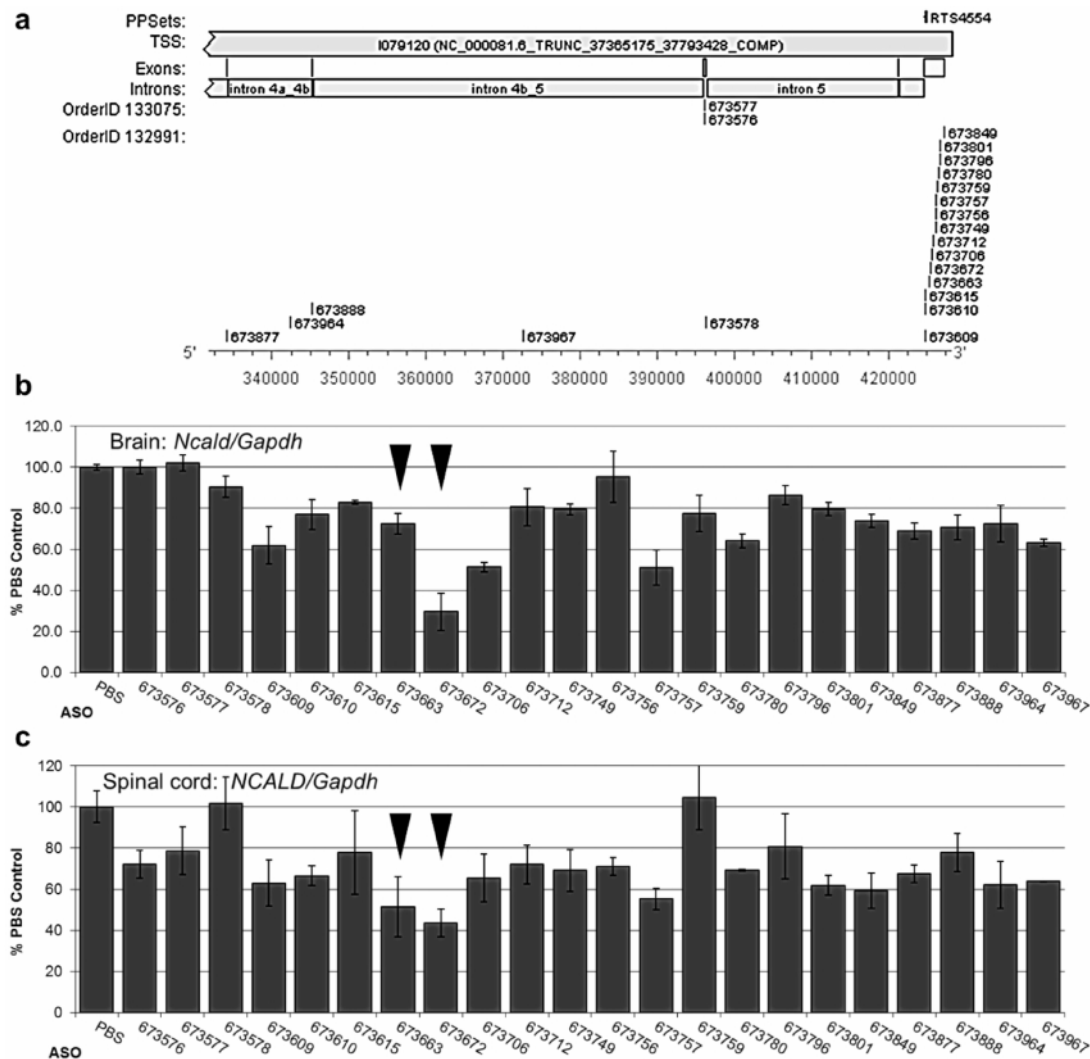 a
PPSets: RTS4554
TSS: I079120 (NC_000081.6_TRUNC_37365175_37793428_COMP)
Exons:
Introns: intron 4a_4b intron 4b_5 intron 5
OrderID 133075: 673577
673576
OrderID 132991: 673849
673801
673796
673780
673759
673757
673756
673749
673712
673706
673672
673663
673615
673888 673610
673964
673877 673967 673578 673609
5' 3'
340000 350000 360000 370000 380000 390000 400000 410000 420000
b
Brain: Ncald/Gapdh
% PBS Control
120.0
100.0
80.0
60.0
40.0
20.0
0.0
PBS 673576 673577 673578 673609 673610 673615 673663 673672 673706 673712 673749 673756 673757 673759 673780 673796 673801 673849 673877 673888 673964 673967
ASO
c
Spinal cord: NCALD/Gapdh
% PBS Control
120
100
80
60
40
20
0
PBS 673576 673577 673578 673609 673610 673615 673663 673672 673706 673712 673749 673756 673757 673759 673780 673796 673801 673849 673877 673888 673964 673967
ASO